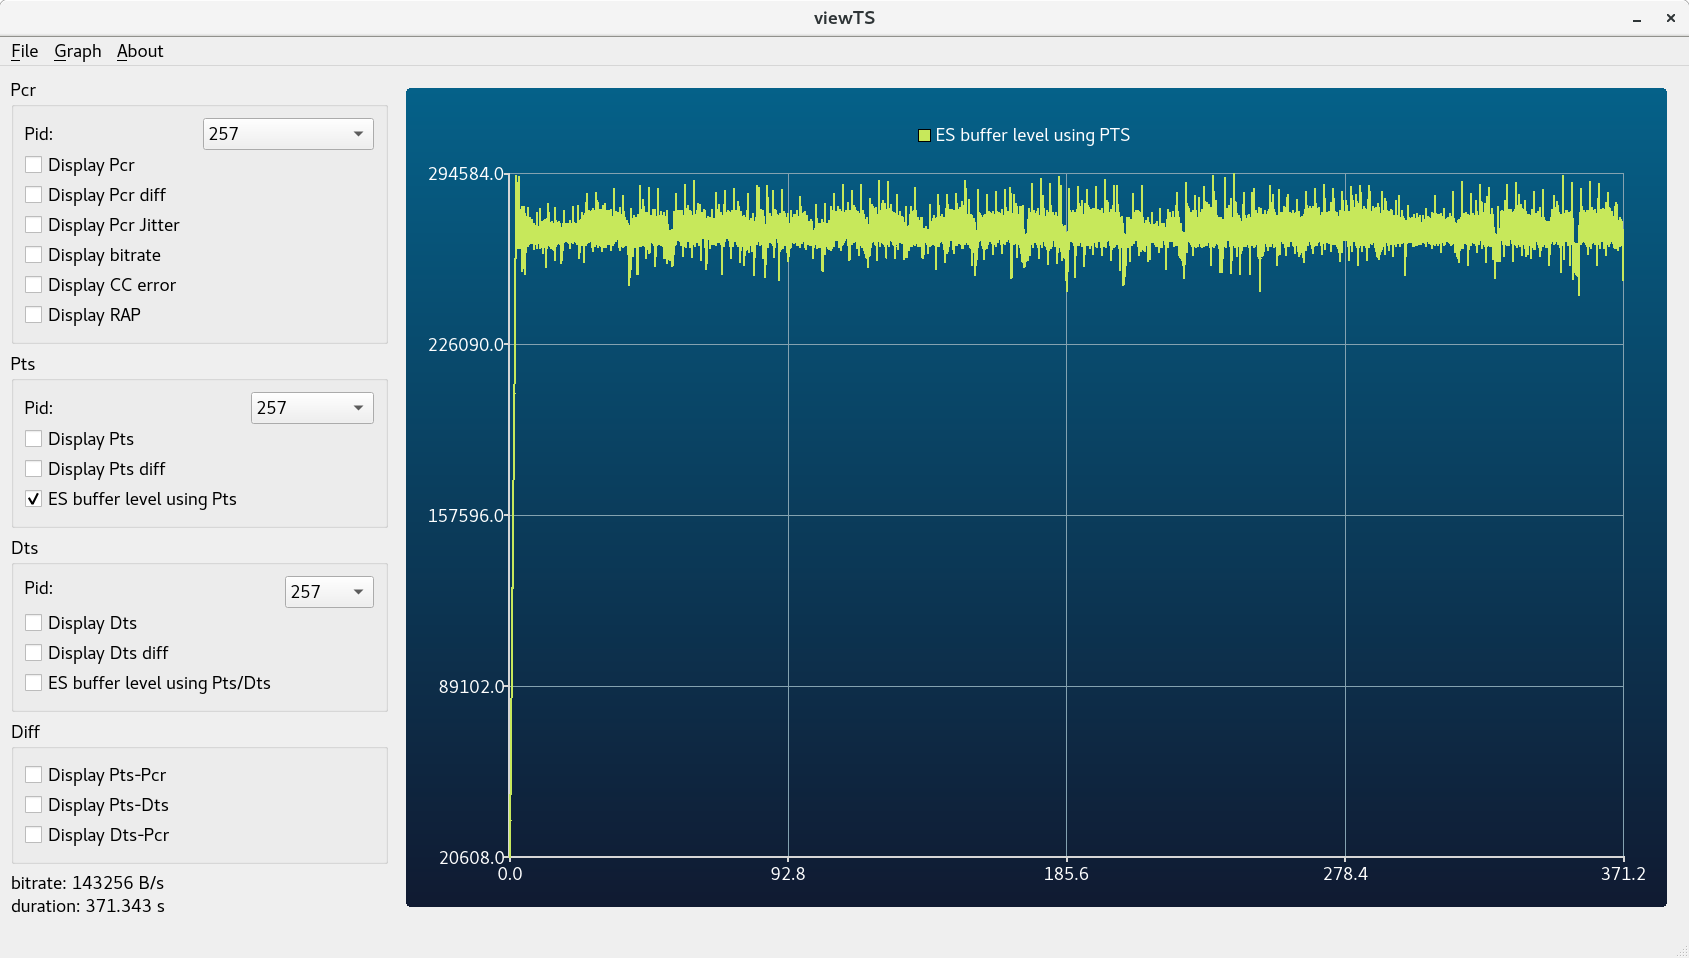 viewTS
File Graph About
Pcr
Pid: 257
Display Pcr
Display Pcr diff
Display Pcr Jitter
Display bitrate
Display CC error
Display RAP
Pts
Pid: 257
Display Pts
Display Pts diff
ES buffer level using Pts
Dts
Pid: 257
Display Dts
Display Dts diff
ES buffer level using Pts/Dts
Diff
Display Pts-Pcr
Display Pts-Dts
Display Dts-Pcr
bitrate: 143256 B/s
duration: 371.343 s
ES buffer level using PTS
294584.0
226090.0
157596.0
89102.0
20608.0
0.0 92.8 185.6 278.4 371.2